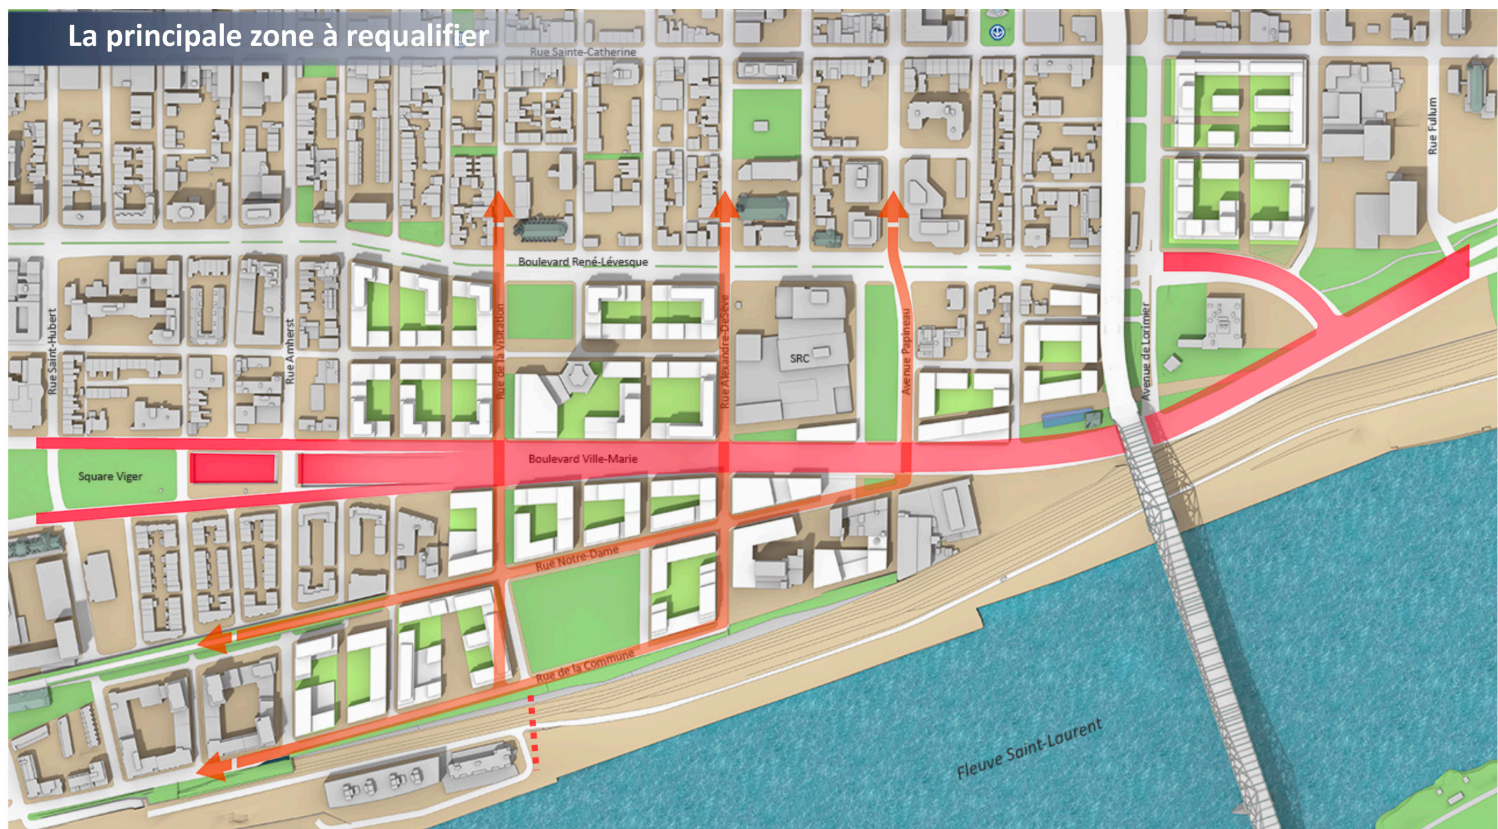 La principale zone à requalifier
Rue Sainte-Catherine
Rue Fullum
Boulevard René-Lévesque
Rue Saint-Hubert
Rue Amherst
Rue de la Visitation
Rue Alexandre-DeSève
SRC
Avenue Papineau
Avenue de Lorimier
Boulevard Ville-Marie
Square Viger
Rue Notre-Dame
Rue de la Commune
Fleuve Saint-Laurent